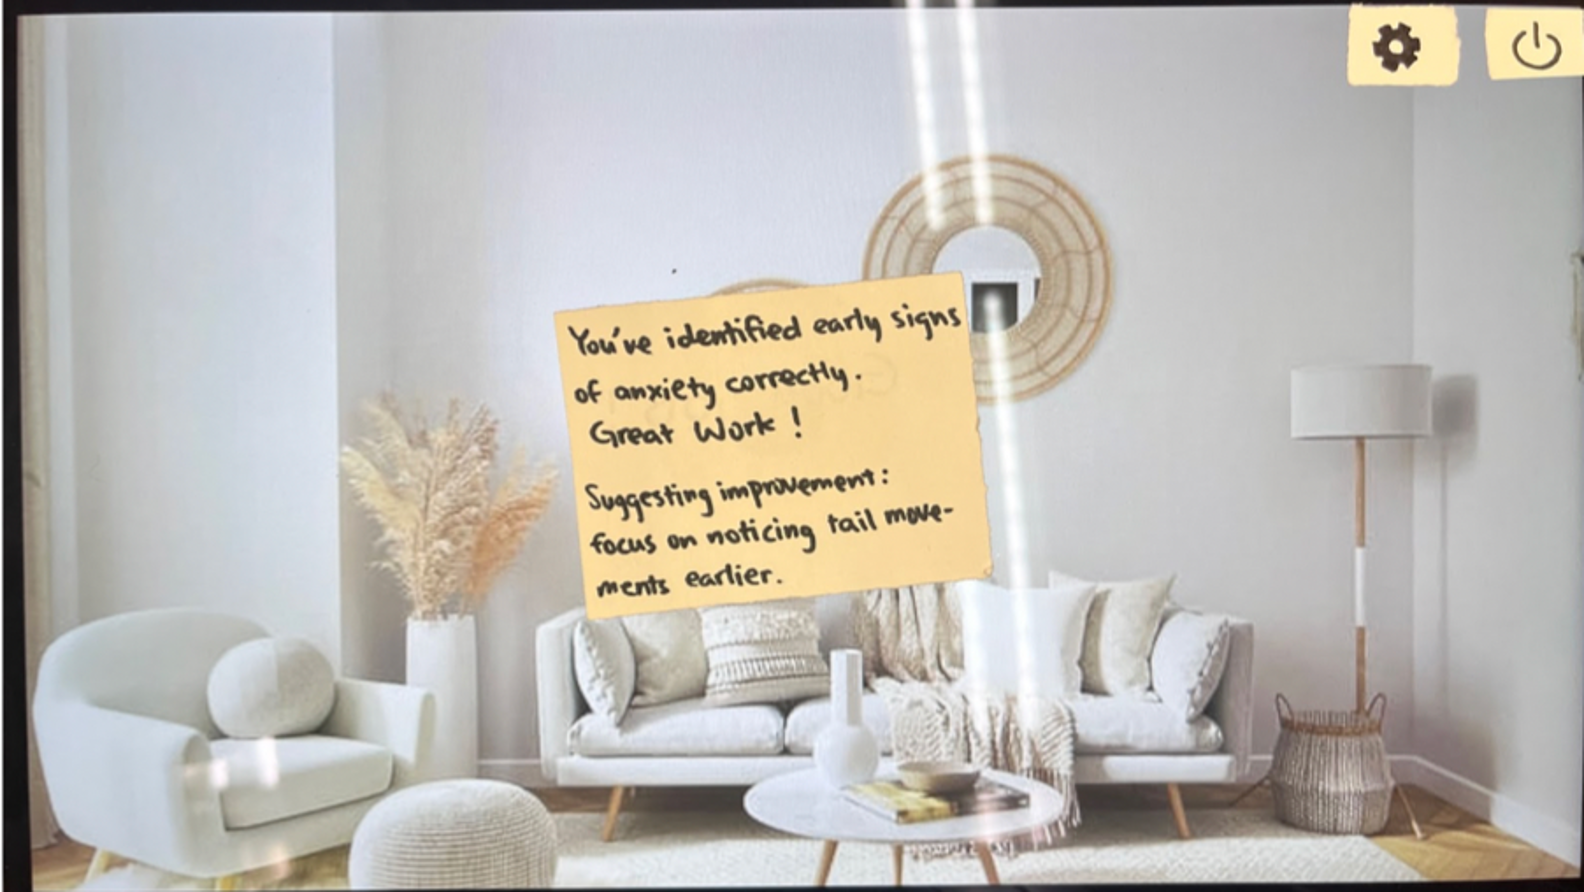 You've identified early signs
of anxiety correctly.
Great Work !
Suggesting improvement:
focus on noticing tail move-
ments earlier.